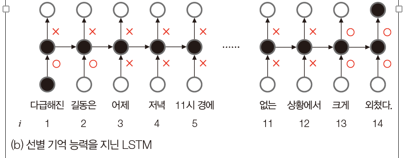 × × × × × …… × × ○ ○
○ ○ × × × × × ○ ○
다급해진 길동은 어제 저녁 11시 경에 없는 상황에서 크게 외쳤다.
i 1 2 3 4 5 11 12 13 14
(b) 선별 기억 능력을 지닌 LSTM